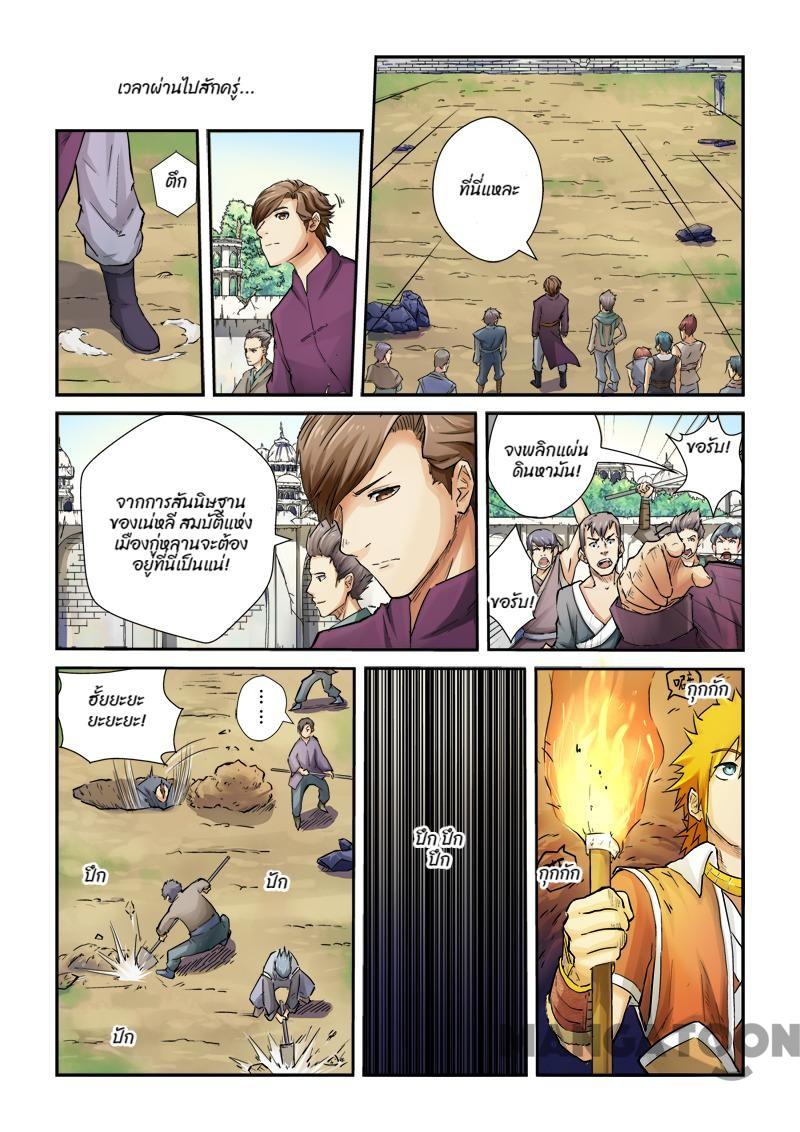 เวลาผ่านไปสักครู่...
ตึก
ที่นี่แหละ
จากการสันนิษฐาน
ของเน่หลี สมบัติแห่ง
เมืองกู่หลานจะต้อง
อยู่ที่นี่เป็นแน่!
จงพลิกแผ่น
ดินหามัน!
ขอรับ!
ขอรับ!
ฮั้ยยะยะ
ยะยะยะ!
......
ปึก
ปัก
ปัก
ปึก ปึก
ปึก
กุกกัก
กุกกัก
MANGATOON